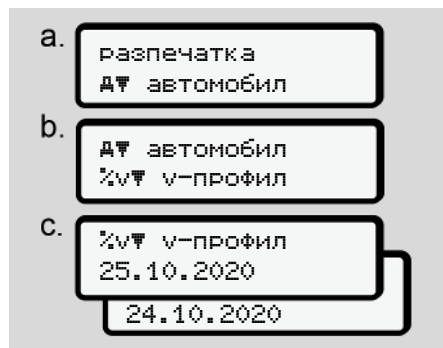 a.
разпечатка
Д▼ автомобил
b.
Д▼ автомобил
%v▼ v-профил
c.
%v▼ v-профил
25.10.2020
24.10.2020